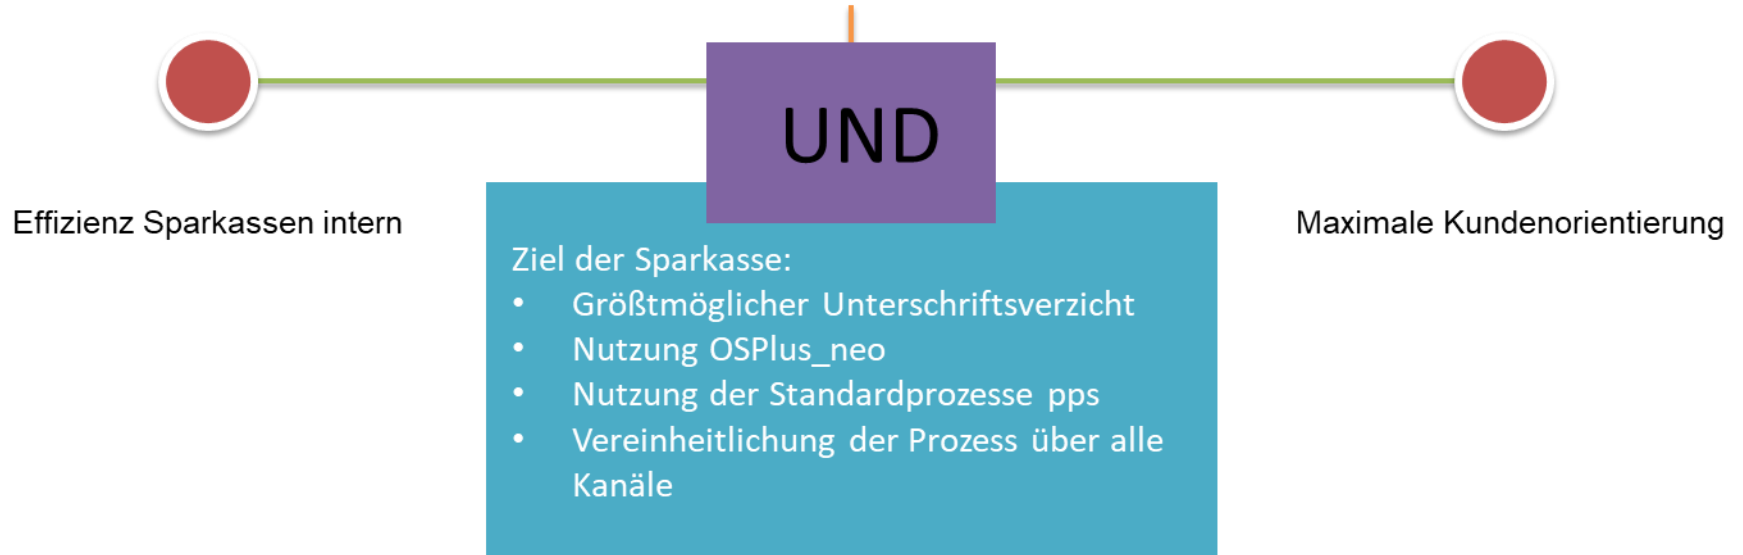 UND
Effizienz Sparkassen intern
Maximale Kundenorientierung
Ziel der Sparkasse:
• Größtmöglicher Unterschriftsverzicht
• Nutzung OSPlus_neo
• Nutzung der Standardprozesse pps
• Vereinheitlichung der Prozess über alle
Kanäle